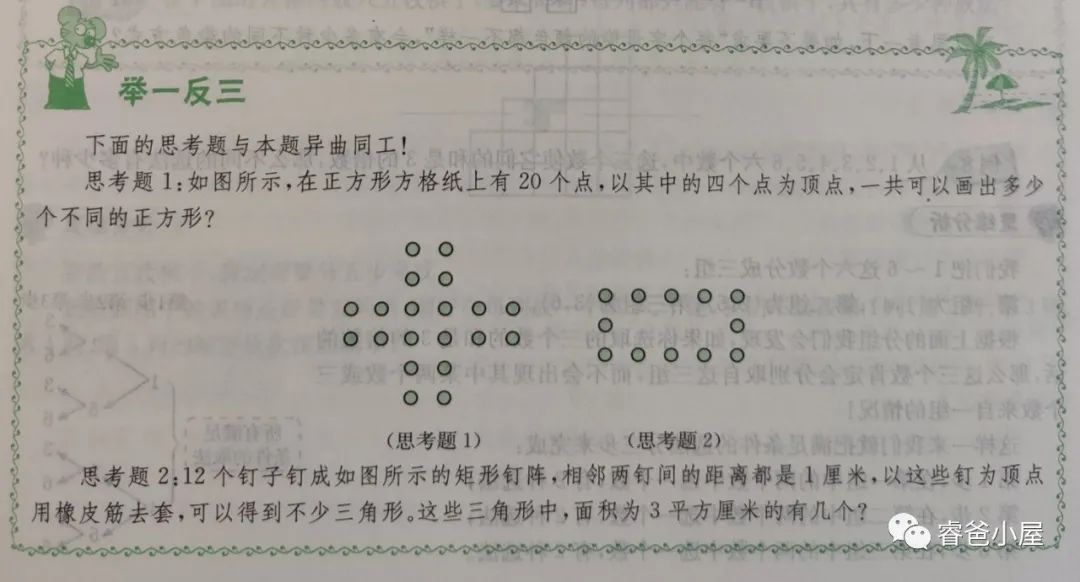 举一反三
下面的思考题与本题异曲同工!
思考题1:如图所示,在正方形方格纸上有20个点,以其中的四个点为顶点,一共可以画出多少
个不同的正方形?
(思考题1)
(思考题2)
思考题2:12个钉子钉成如图所示的矩形钉阵,相邻两钉间的距离都是1厘米,以这些钉为顶点
用橡皮筋去套,可以得到不少三角形。这些三角形中,面积为3平方厘米的有几个?
睿爸小屋